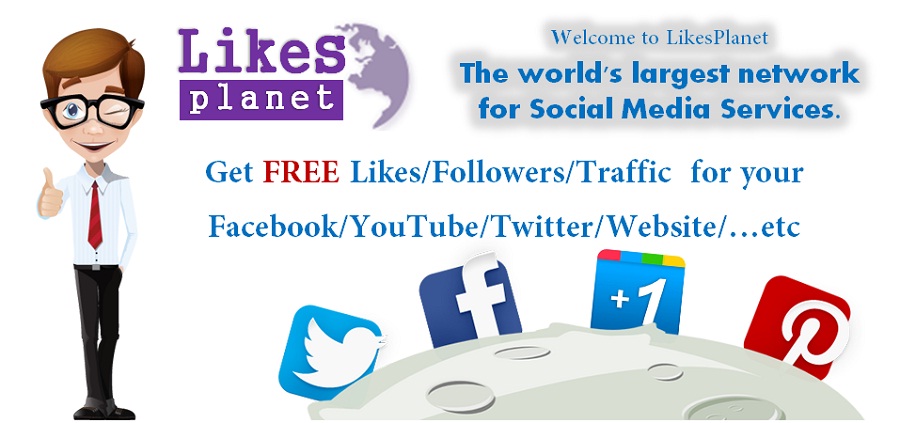 Likes
planet
Welcome to LikesPlanet
The world's largest network
for Social Media Services.
Get FREE Likes/Followers/Traffic for your
Facebook/YouTube/Twitter/Website/...etc
f
+1